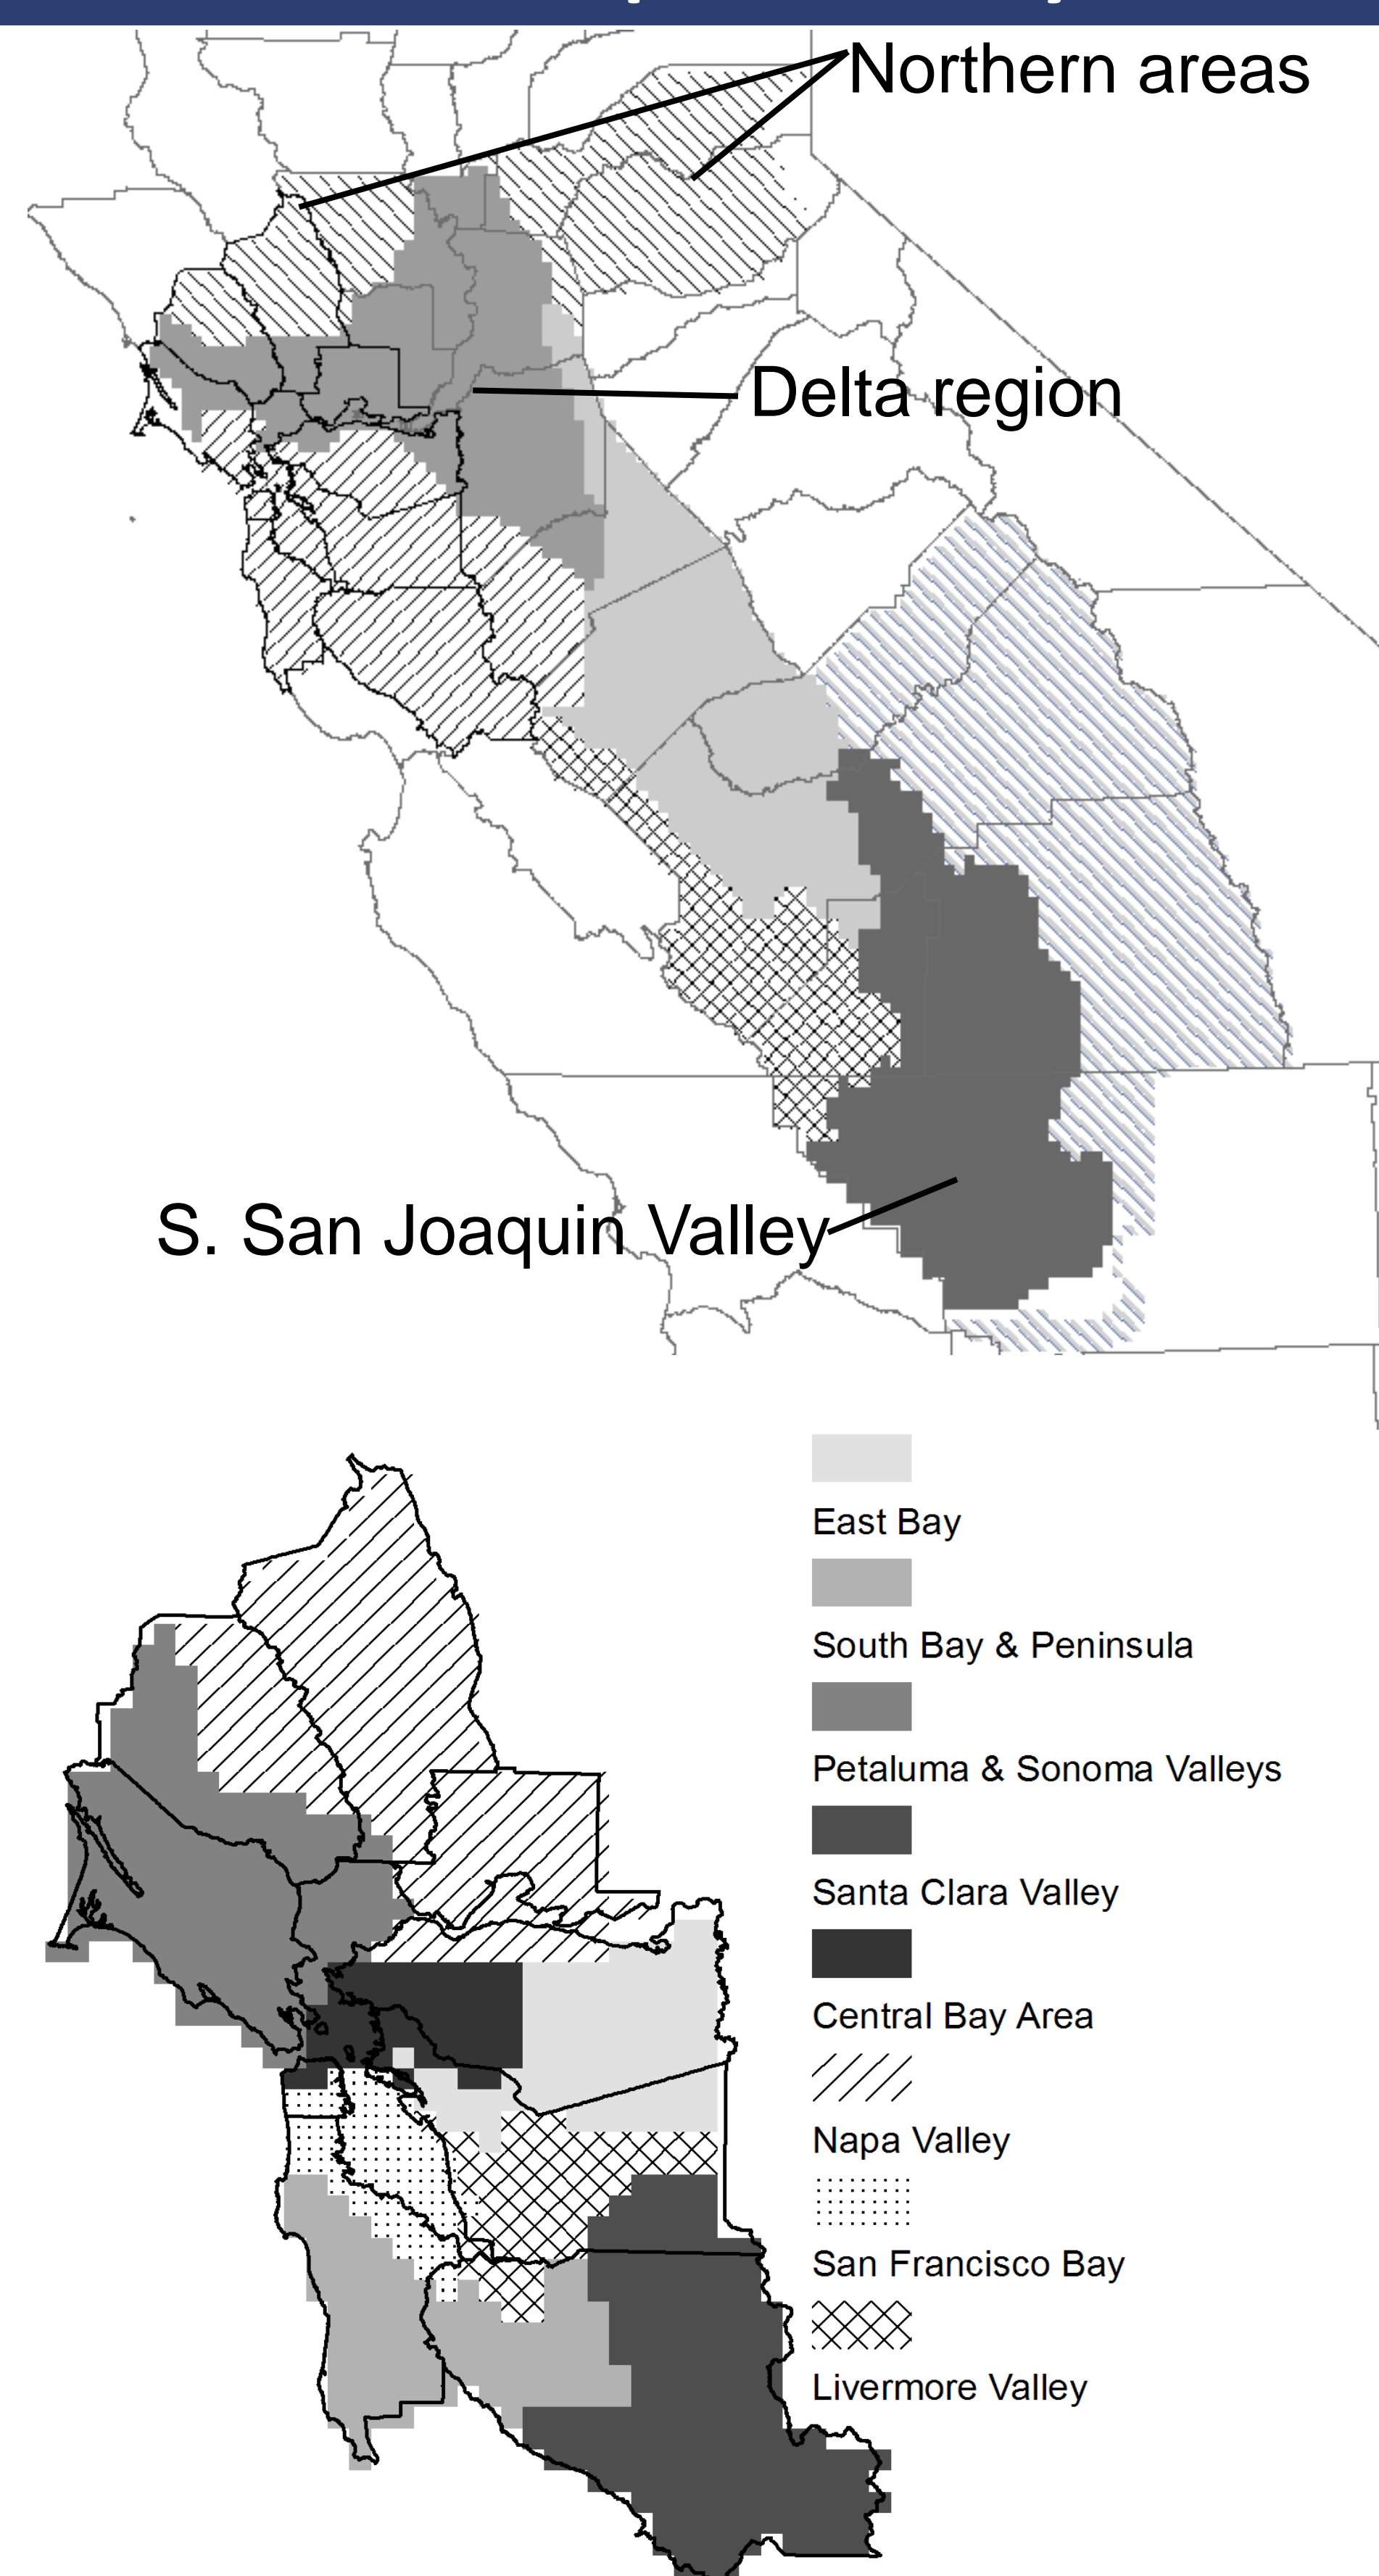 Northern areas
Delta region
S. San Joaquin Valley
East Bay
South Bay & Peninsula
Petaluma & Sonoma Valleys
Santa Clara Valley
Central Bay Area
Napa Valley
San Francisco Bay
Livermore Valley